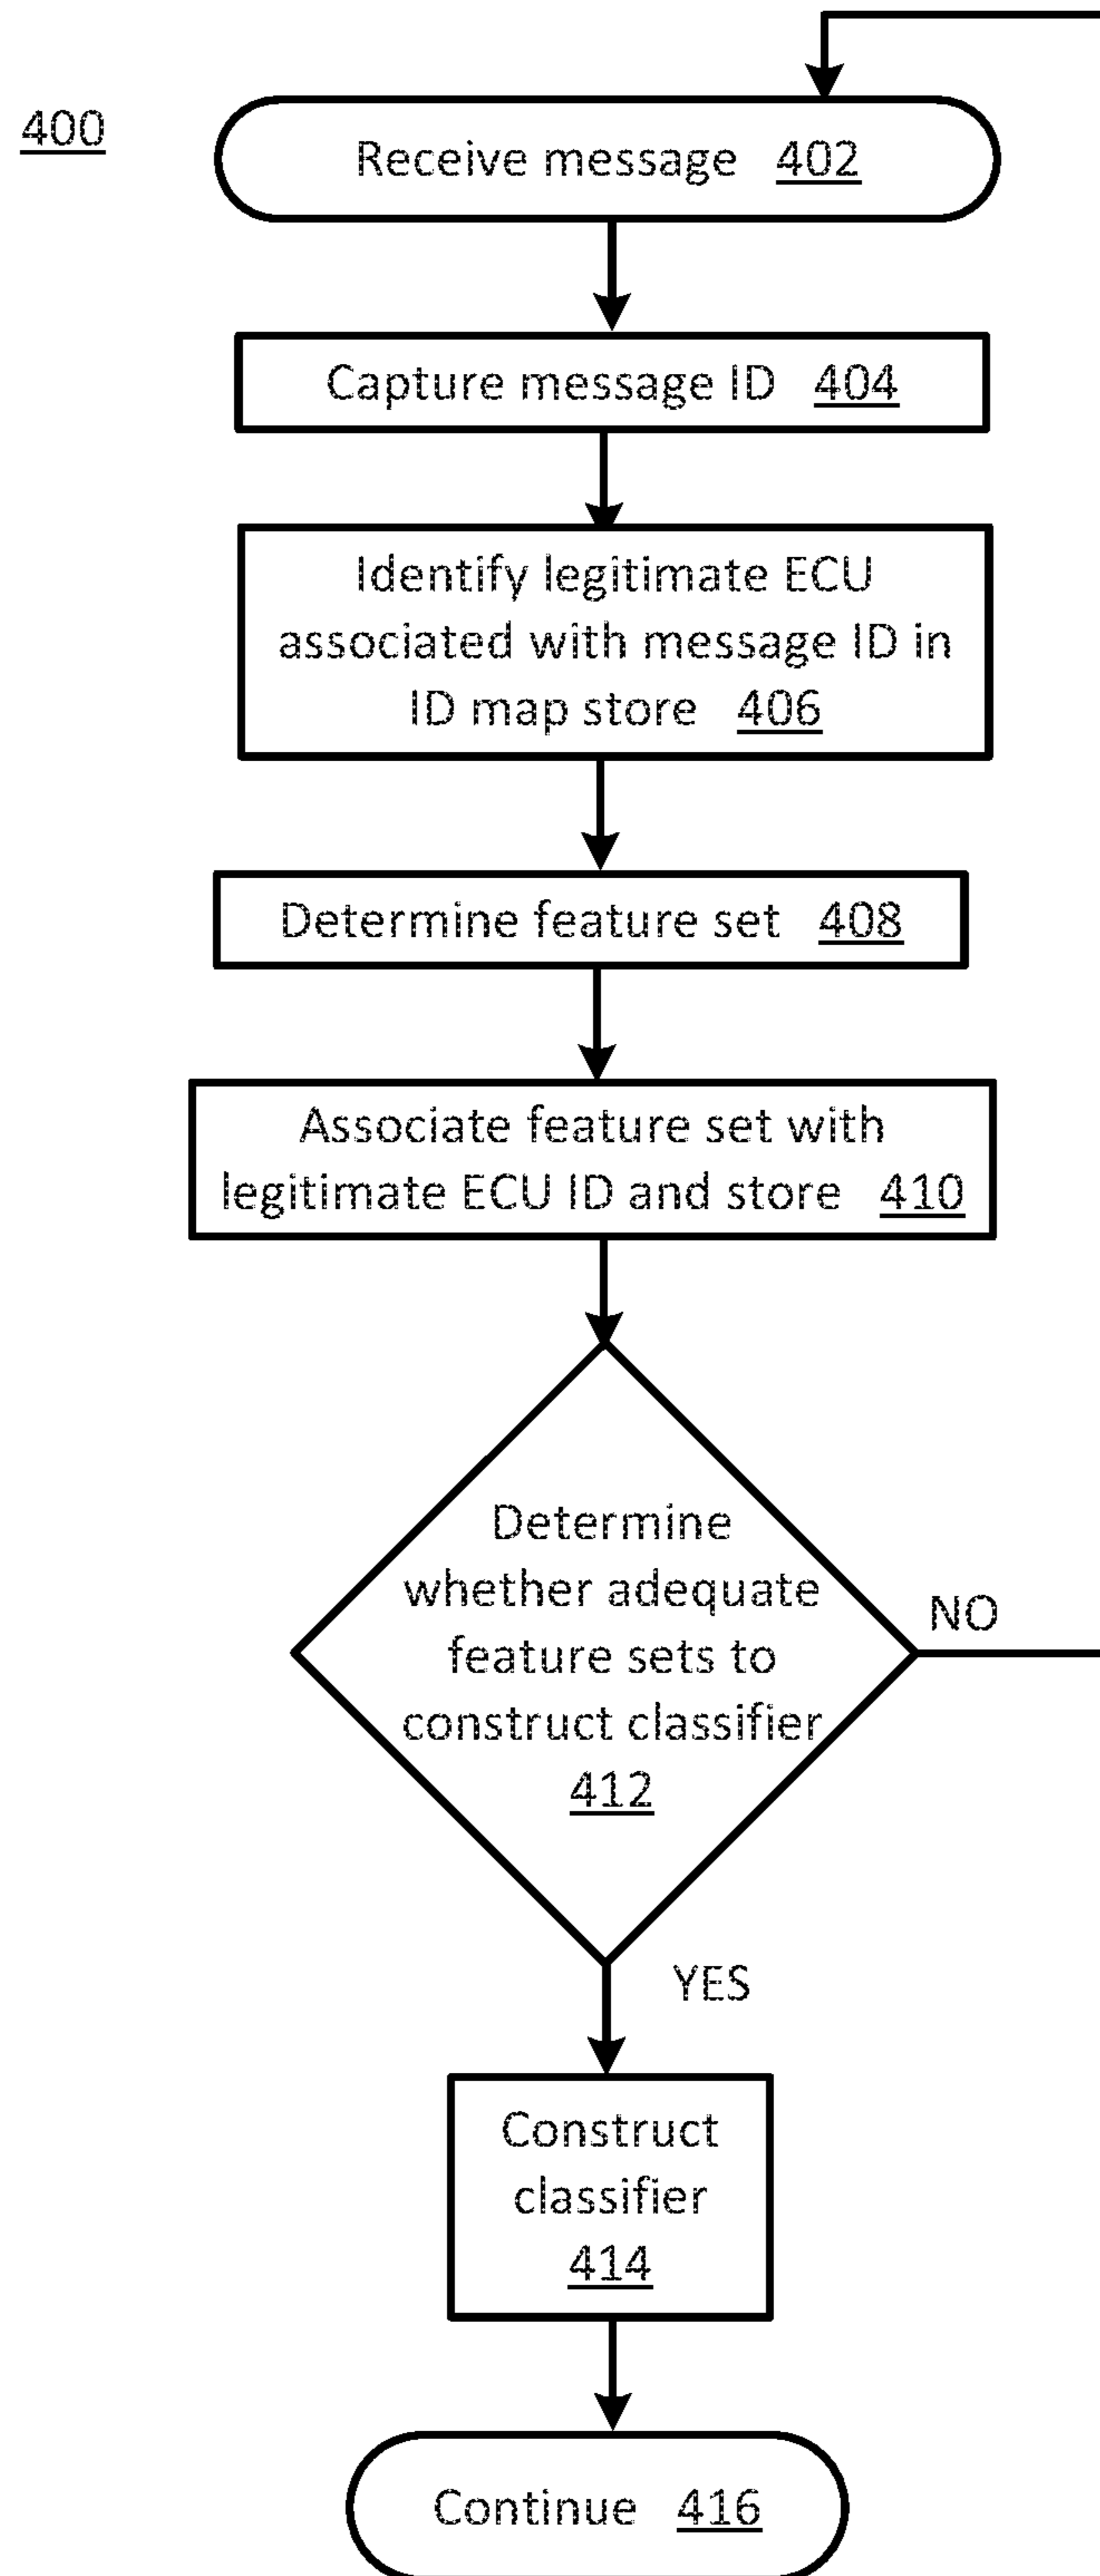 400
Receive message 402
Capture message ID 404
Identify legitimate ECU
associated with message ID in
ID map store 406
Determine feature set 408
Associate feature set with
legitimate ECU ID and store 410
Determine
whether adequate
feature sets to
construct classifier
412
NO
YES
Construct
classifier
414
Continue 416